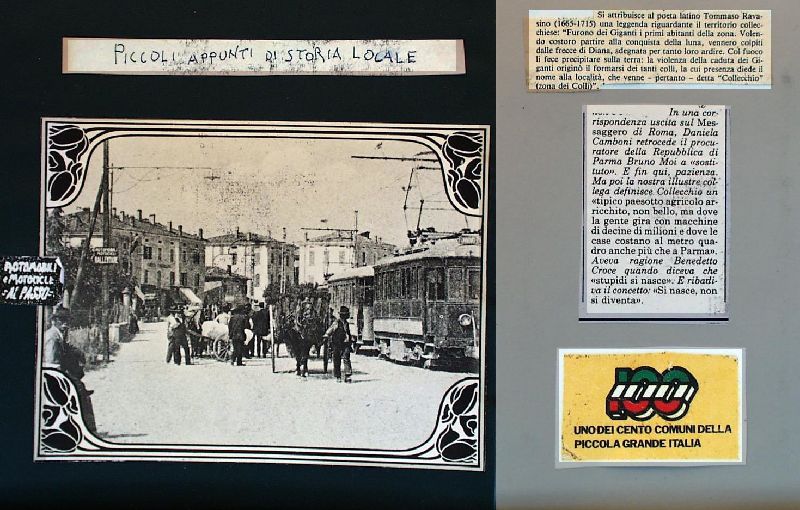 PICCOLI APPUNTI DI STORIA LOCALE
AUTOMOBILI
e MOTOCICLI
-AL PASSO-
Si attribuisce al poeta latino Tommaso Rava-
sino (1665-1715) una leggenda riguardante il territorio collec-
chiese: "Furono dei Giganti i primi abitanti della zona. Volen-
do costoro partire alla conquista della luna, vennero colpiti
dalle frecce di Diana, sdegnata per tanto loro ardire. Col fuoco
li fece precipitare sulla terra: la violenza della caduta dei Gi-
ganti originò il formarsi dei tanti colli, la cui presenza diede il
nome alla località, che venne - pertanto - detta "Collecchio"
(zona dei Colli)".
In una cor-
rispondenza uscita sul Mes-
saggero di Roma, Daniela
Camboni retrocede il procu-
ratore della Repubblica di
Parma Bruno Moi a «sosti-
tuto». E fin qui, pazienza.
Ma poi la nostra illustre col-
lega definisce Collecchio un
«tipico paesotto agricolo ar-
ricchito, non bello, ma dove
la gente gira con macchine
di decine di milioni e dove le
case costano al metro qua-
dro anche più che a Parma».
Aveva ragione Benedetto
Croce quando diceva che
«stupidi si nasce». E ribadi-
va il concetto: «Si nasce, non
si diventa».
100
UNO DEI CENTO COMUNI DELLA
PICCOLA GRANDE ITALIA